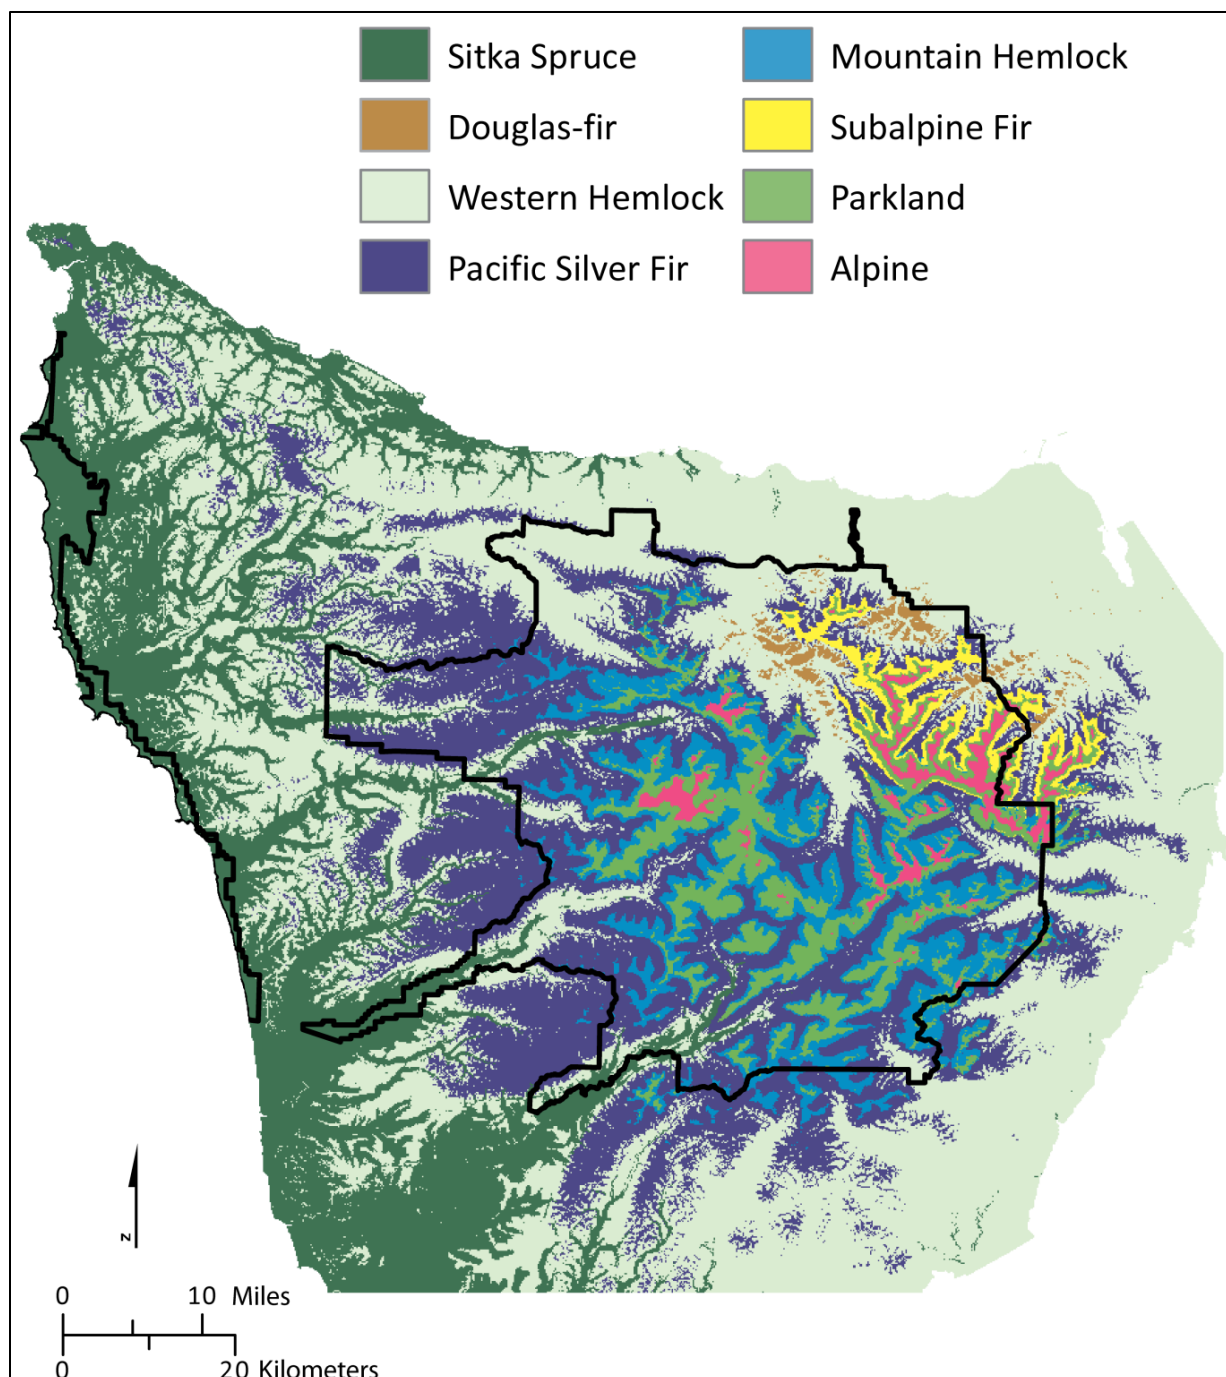 Sitka Spruce
Mountain Hemlock
Douglas-fir
Subalpine Fir
Western Hemlock
Parkland
Pacific Silver Fir
Alpine
N
0 10 Miles
0 20 Kilometers